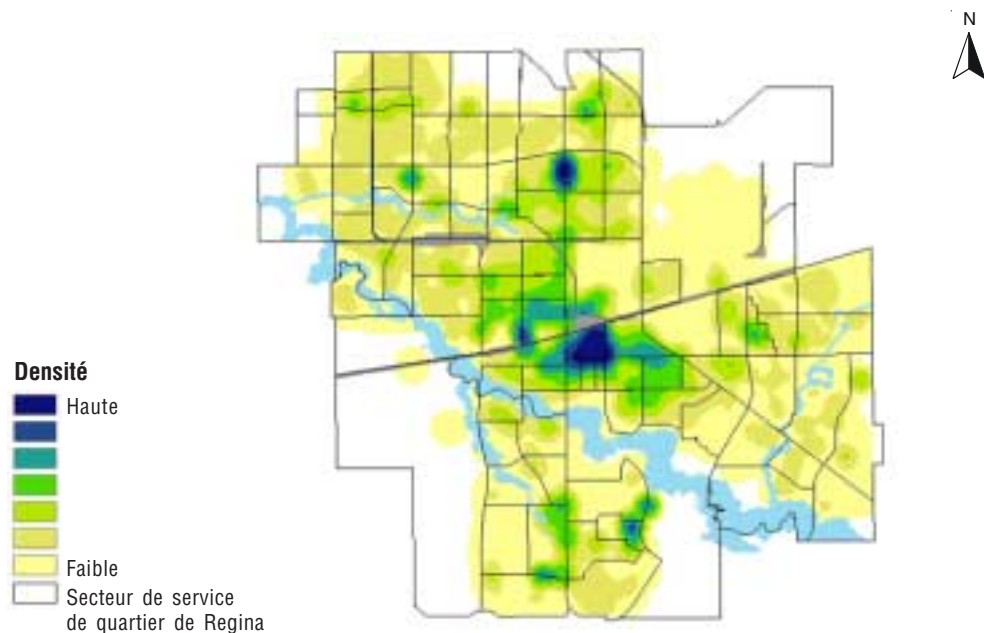 N
Densité
Haute
Faible
Secteur de service
de quartier de Regina